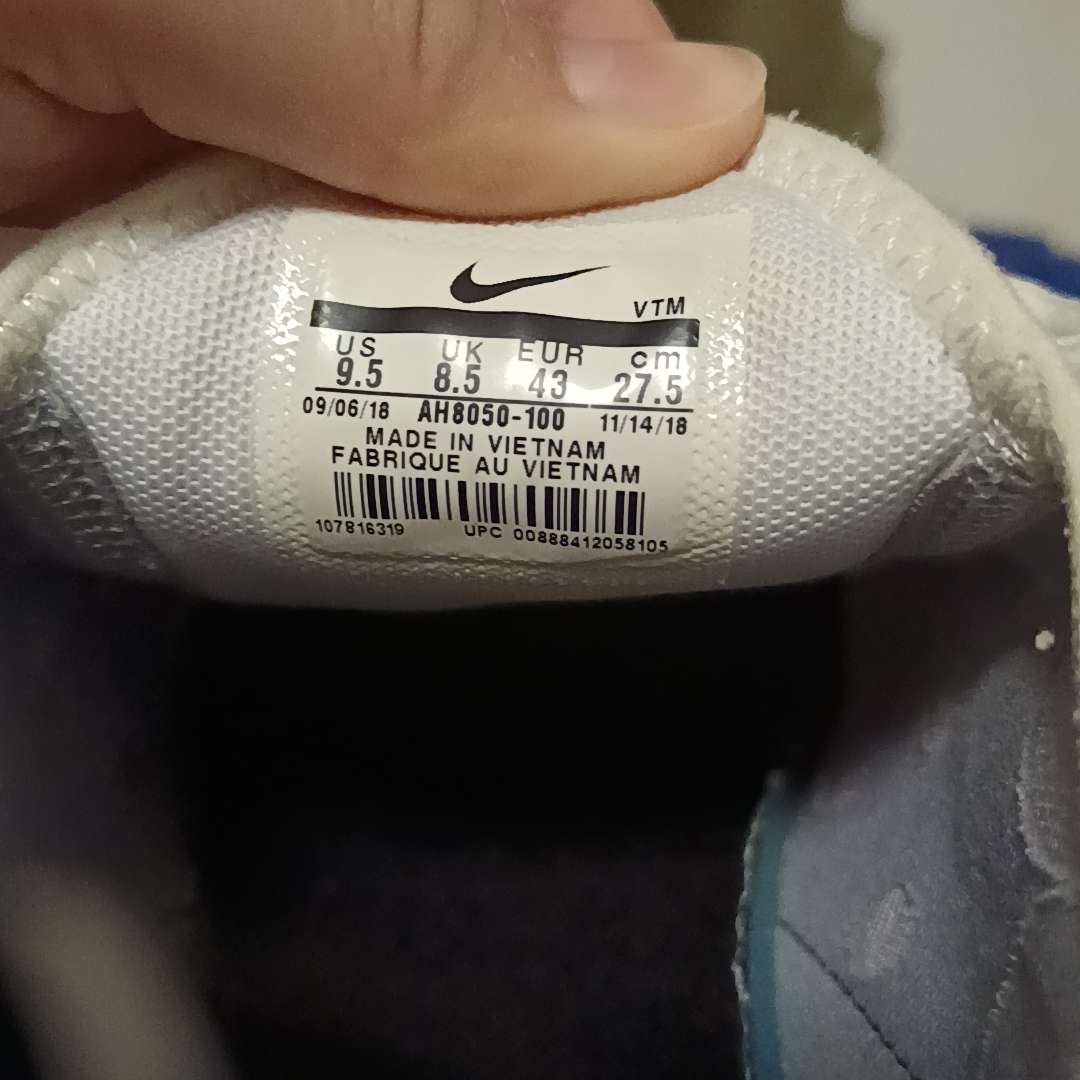 VTM
US UK EUR cm
9.5 8.5 43 27.5
09/06/18 AH8050-100 11/14/18
MADE IN VIETNAM
FABRIQUE AU VIETNAM
107816319 UPC 00888412058105